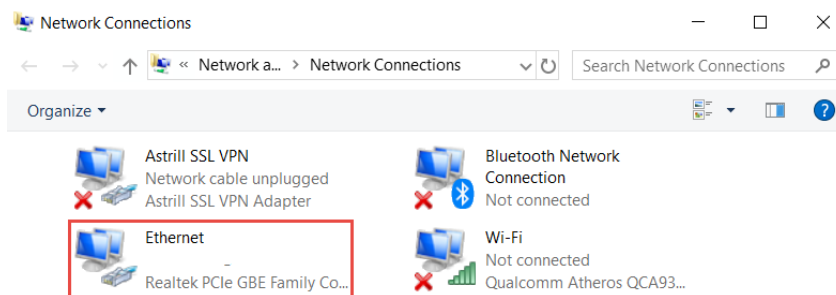 Network Connections
« Network a... > Network Connections
Search Network Connections
Organize
?
Astrill SSL VPN
Network cable unplugged
Astrill SSL VPN Adapter
Bluetooth Network
Connection
Not connected
Ethernet
Realtek PCIe GBE Family Co...
Wi-Fi
Not connected
Qualcomm Atheros QCA93...